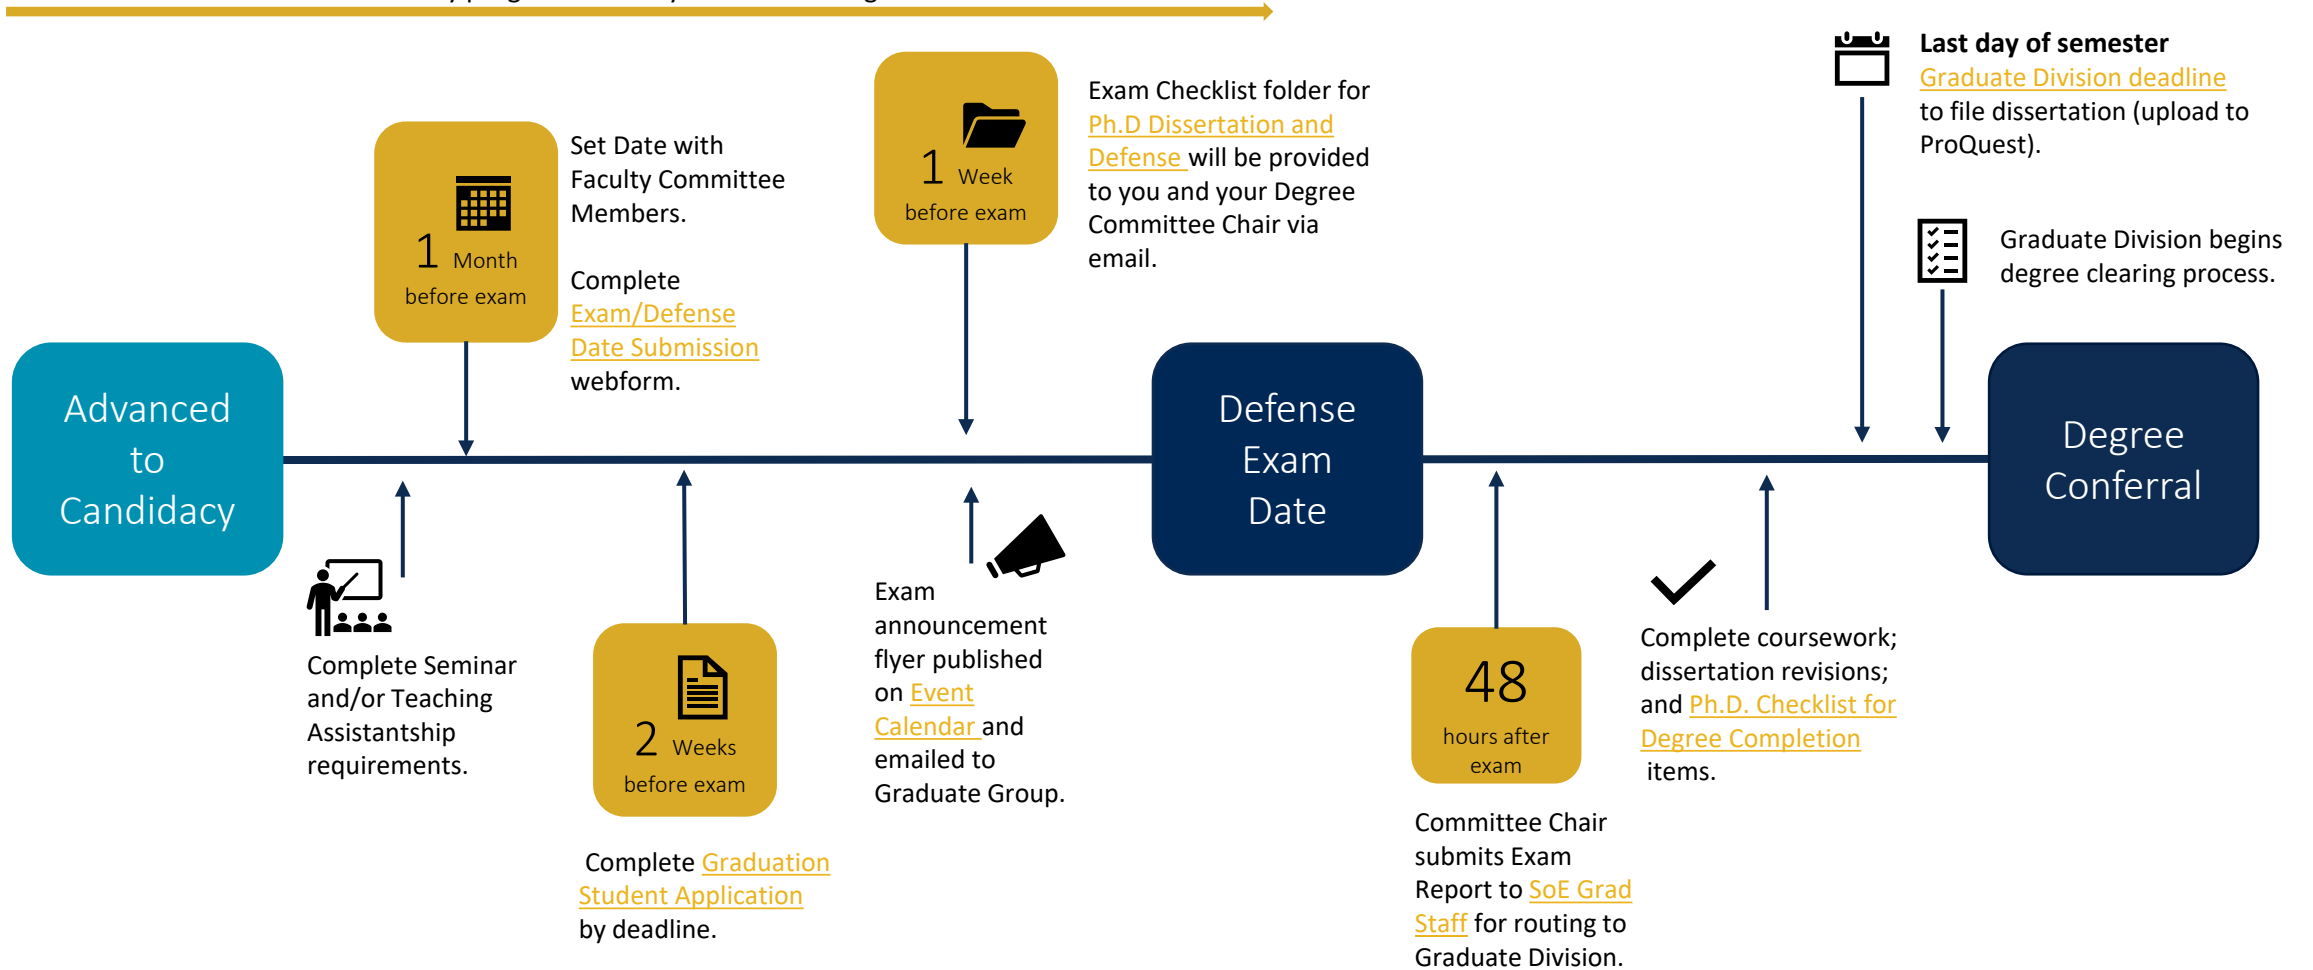 Set Date with
Faculty Committee
Members.
Complete
Exam/Defense
Date Submission
webform.
1 Month
before exam
1 Week
before exam
Exam Checklist folder for
Ph.D Dissertation and
Defense will be provided
to you and your Degree
Committee Chair via
email.
Last day of semester
Graduate Division deadline
to file dissertation (upload to
ProQuest).
Graduate Division begins
degree clearing process.
Advanced
to
Candidacy
Defense
Exam
Date
Degree
Conferral
Complete Seminar
and/or Teaching
Assistantship
requirements.
2 Weeks
before exam
Complete Graduation
Student Application
by deadline.
Exam
announcement
flyer published
on Event
Calendar and
emailed to
Graduate Group.
48
hours after
exam
Committee Chair
submits Exam
Report to SoE Grad
Staff for routing to
Graduate Division.
Complete coursework;
dissertation revisions;
and Ph.D. Checklist for
Degree Completion
items.